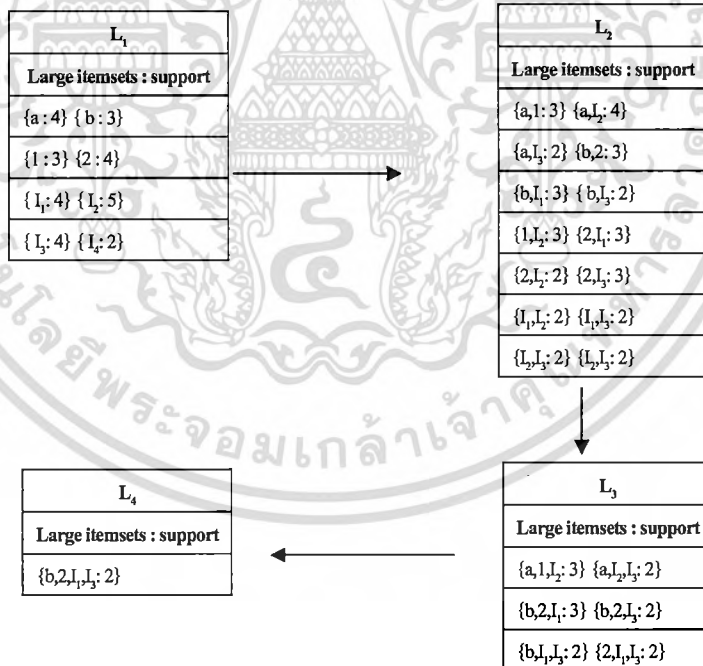 L₁
Large itemsets : support
{a : 4} { b : 3}
{1 : 3} {2 : 4}
{ I₁: 4} { I₂: 5}
{ I₃: 4} { I₄: 2}
L₂
Large itemsets : support
{a,1: 3} {a,I₂: 4}
{a,I₃: 2} {b,2: 3}
{b,I₁: 3} { b,I₃: 2}
{1,I₂: 3} {2,I₁: 3}
{2,I₂: 2} {2,I₃: 3}
{I₁,I₂: 2} {I₁,I₃: 2}
{I₂,I₃: 2} {I₂,I₃: 2}
L₄
Large itemsets : support
{b,2,I₁,I₃: 2}
L₃
Large itemsets : support
{a,1,I₂: 3} {a,I₂,I₃: 2}
{b,2,I₁: 3} {b,2,I₃: 2}
{b,I₁,I₃: 2} {2,I₁,I₃: 2}